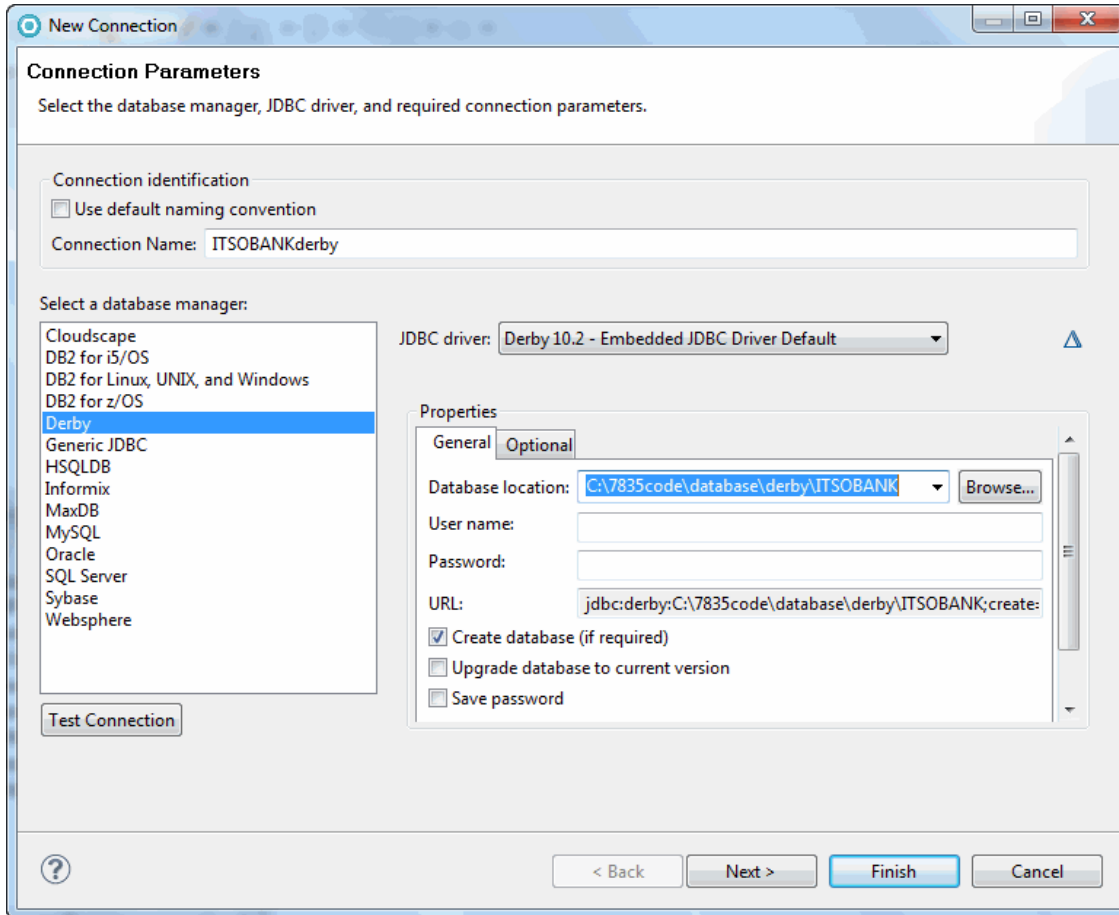 New Connection
Connection Parameters
Select the database manager, JDBC driver, and required connection parameters.
Connection identification
Use default naming convention
Connection Name: ITSOBANKderby
Select a database manager:
Cloudscape
DB2 for i5/OS
DB2 for Linux, UNIX, and Windows
DB2 for z/OS
Derby
Generic JDBC
HSQLDB
Informix
MaxDB
MySQL
Oracle
SQL Server
Sybase
Websphere
Test Connection
JDBC driver: Derby 10.2 - Embedded JDBC Driver Default
Properties
General Optional
Database location: C:\7835code\database\derby\ITSOBANK Browse...
User name:
Password:
URL: jdbc:derby:C:\7835code\database\derby\ITSOBANK;create=
Create database (if required)
Upgrade database to current version
Save password
? < Back Next > Finish Cancel